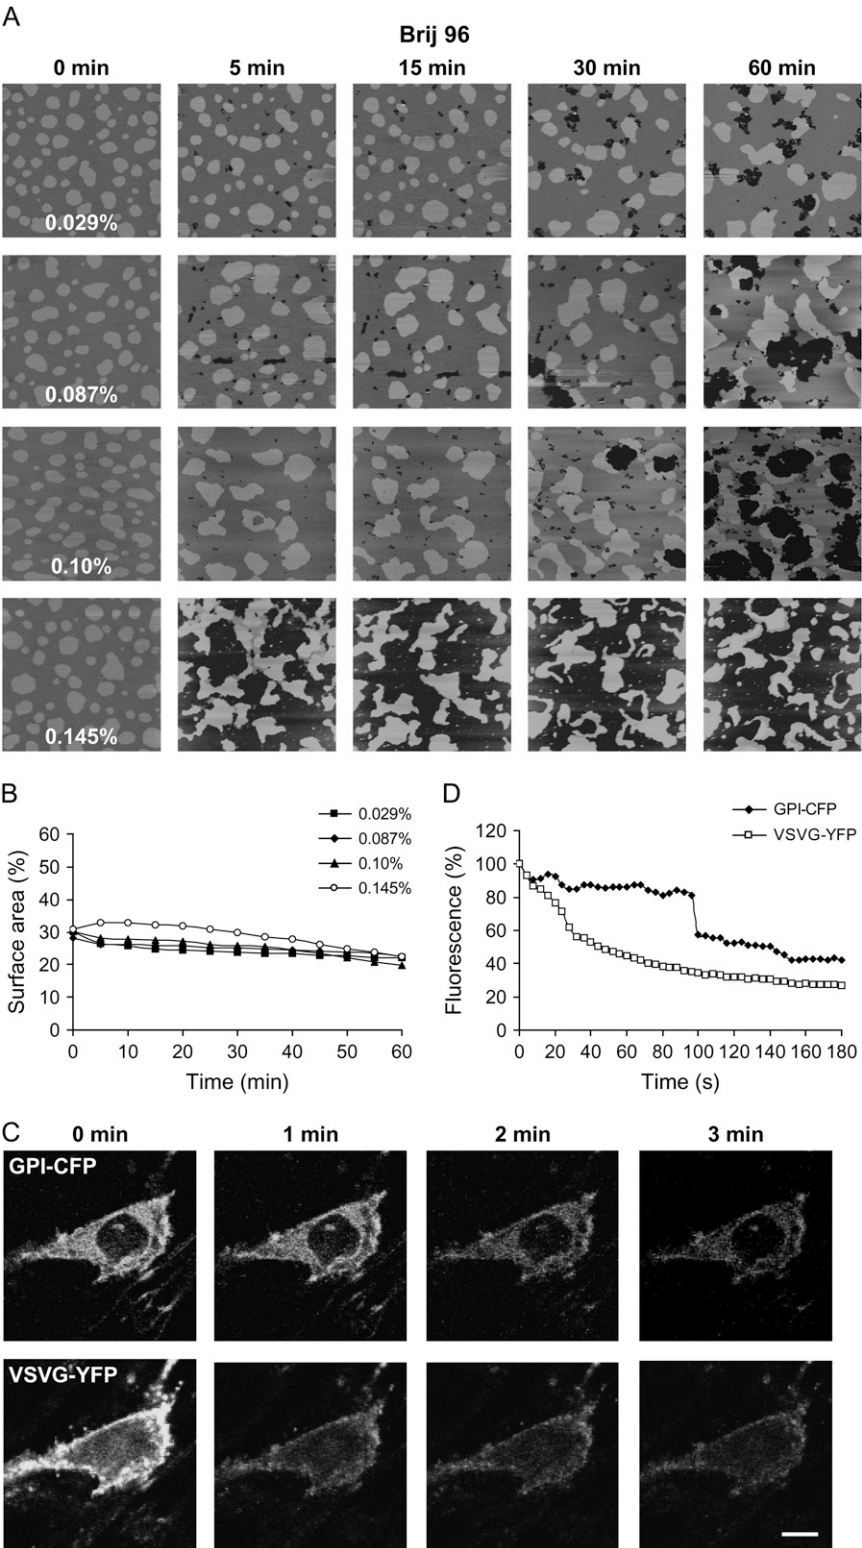 A
Brij 96
0 min 5 min 15 min 30 min 60 min
0.029%
0.087%
0.10%
0.145%
B
0.029%
0.087%
0.10%
0.145%
60
50
40
30
20
10
0
Surface area (%)
0 10 20 30 40 50 60
Time (min)
D
GPI-CFP
VSVG-YFP
120
100
80
60
40
20
0
Fluorescence (%)
0 20 40 60 80 100 120 140 160 180
Time (s)
C
0 min 1 min 2 min 3 min
GPI-CFP
VSVG-YFP